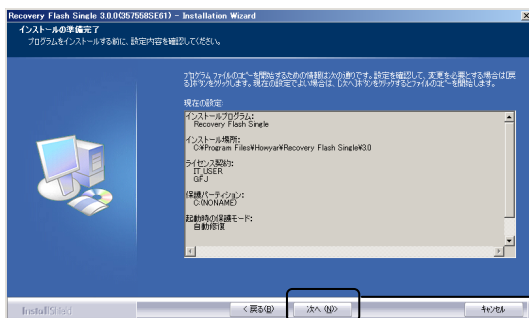 Recovery Flash Single 3.0.0(357558SE61) - Installation Wizard
インストールの準備完了
プログラムをインストールする前に、設定内容を確認してください。
プログラム ファイルのコピーを開始するための情報は次の通りです。設定を確認して、変更を必要とする場合は[戻
る]ボタンをクリックします。現在の設定でよい場合は、[次へ]ボタンをクリックするとファイルのコピーを開始します。
現在の設定:
インストールプログラム:
Recovery Flash Single
インストール場所:
C:¥Program Files¥Howyar¥Recovery Flash Single¥3.0
ライセンス契約:
IT_USER
GFJ
保護パーティション:
C:(NONAME)
起動時の保護モード:
自動修復
InstallShield
< 戻る(B)
次へ (N)>
キャンセル